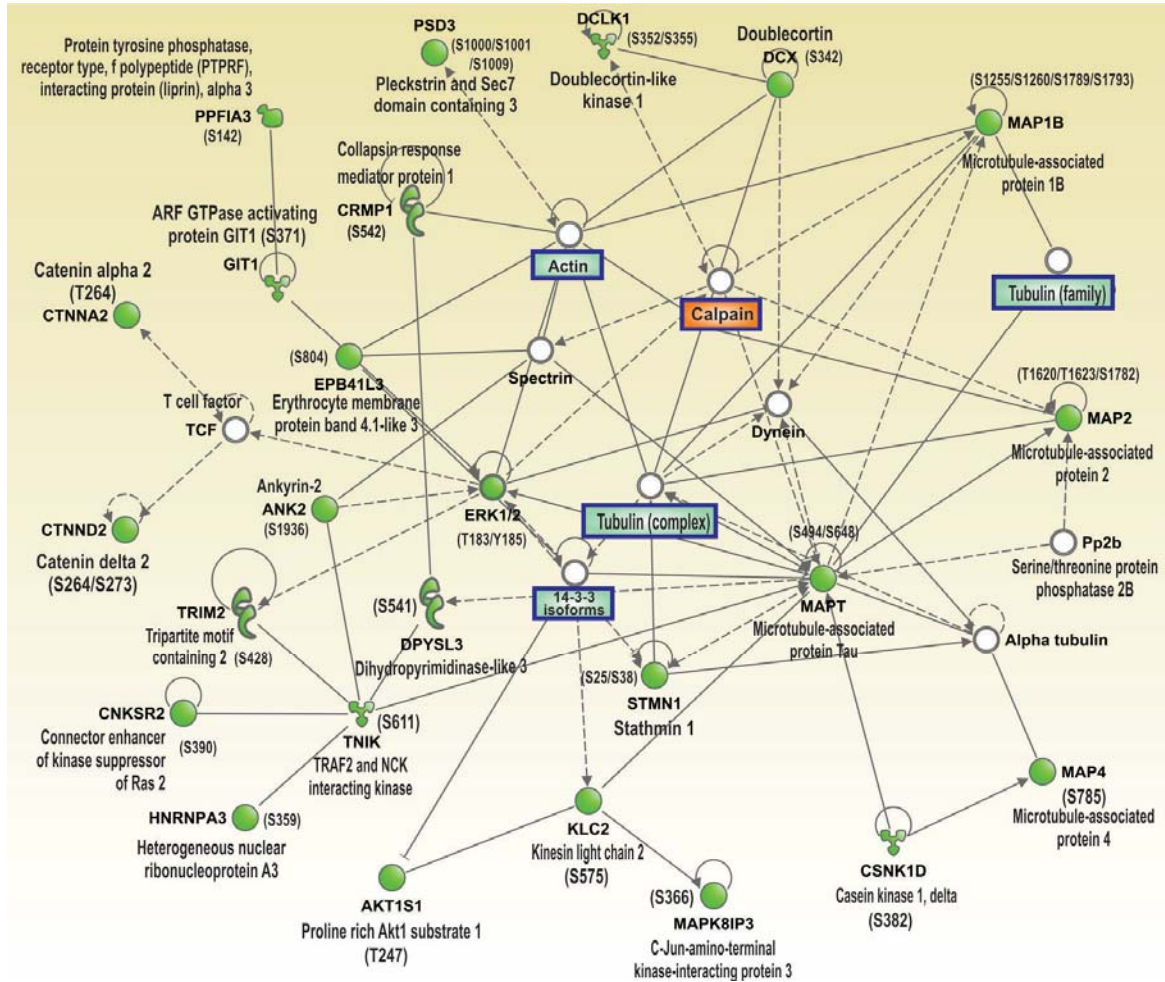 PSD3
(S1000/S1001
/S1009)
Pleckstrin and Sec7
domain containing 3
DCLK1
(S352/S355)
Doublecortin-like
kinase 1
Doublecortin
DCX
(S342)
(S1255/S1260/S1789/S1793)
MAP1B
Microtubule-associated
protein 1B
Protein tyrosine phosphatase,
receptor type, f polypeptide (PTPRF),
interacting protein (liprin), alpha 3
PPFIA3
(S142)
Collapsin response
mediator protein 1
CRMP1
(S542)
ARF GTPase activating
protein GIT1 (S371)
GIT1
Actin
Calpain
Tubulin (family)
Catenin alpha 2
(T264)
CTNNA2
(S804)
EPB41L3
Erythrocyte membrane
protein band 4.1-like 3
Spectrin
T cell factor
TCF
Dynein
(T1620/T1623/S1782)
MAP2
Microtubule-associated
protein 2
Ankyrin-2
ANK2
(S1936)
ERK1/2
(T183/Y185)
Tubulin (complex)
(S494/S648)
MAPT
Microtubule-associated
protein Tau
Pp2b
Serine/threonine protein
phosphatase 2B
CTNND2
Catenin delta 2
(S264/S273)
14-3-3
isoforms
TRIM2
Tripartite motif
containing 2
(S428)
(S541)
DPYSL3
Dihydropyrimidinase-like 3
Alpha tubulin
(S25/S38)
STMN1
Stathmin 1
CNKSR2
(S390)
Connector enhancer
of kinase suppressor
of Ras 2
(S611)
TNIK
TRAF2 and NCK
interacting kinase
MAP4
(S785)
Microtubule-associated
protein 4
HNRNPA3
(S359)
Heterogeneous nuclear
ribonucleoprotein A3
KLC2
Kinesin light chain 2
(S575)
CSNK1D
Casein kinase 1, delta
(S382)
AKT1S1
Proline rich Akt1 substrate 1
(T247)
(S366)
MAPK8IP3
C-Jun-amino-terminal
kinase-interacting protein 3